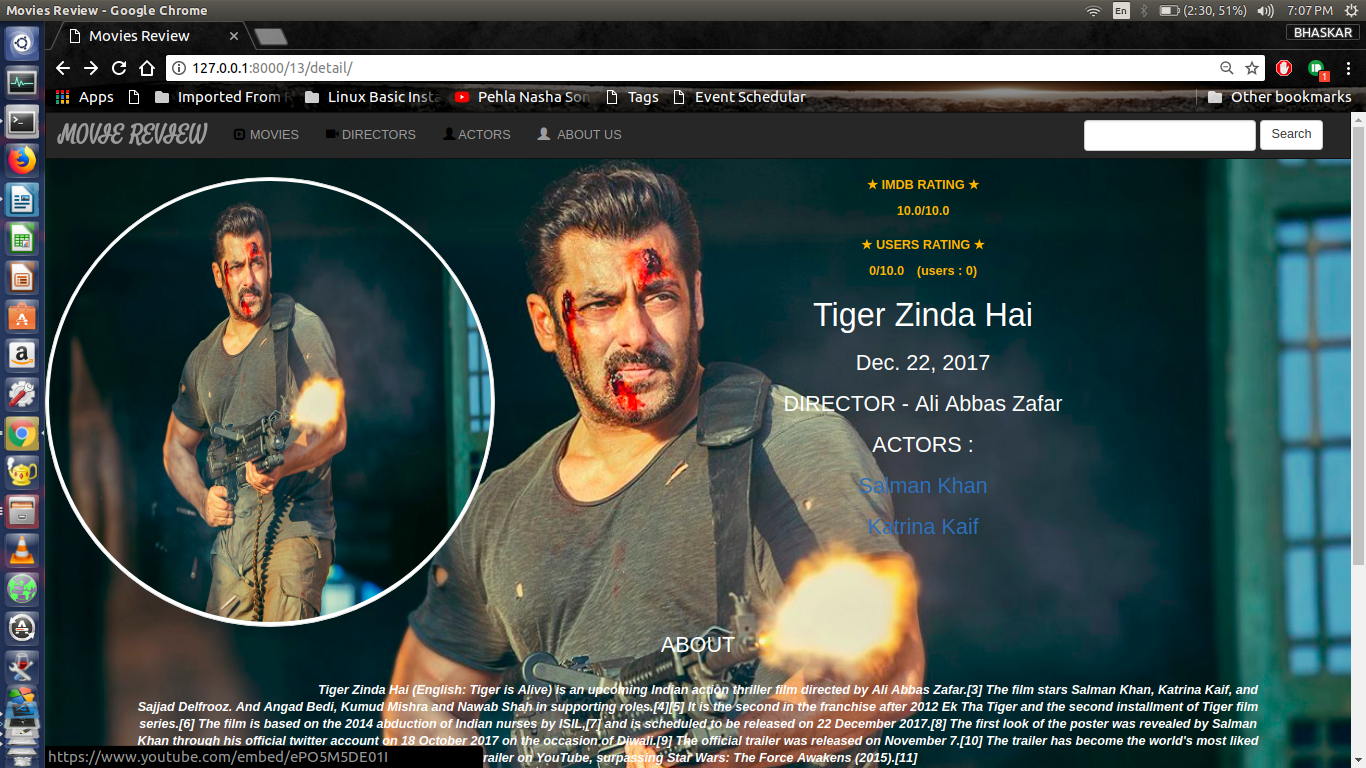 Movies Review - Google Chrome
En
(2:30, 51%)
7:07 PM
Movies Review
BHASKAR
127.0.0.1:8000/13/detail/
1
Apps
Imported From
Linux Basic Insta
Pehla Nasha Son
Tags
Event Schedular
Other bookmarks
MOVIE REVIEW
MOVIES
DIRECTORS
ACTORS
ABOUT US
Search
★ IMDB RATING ★
10.0/10.0
★ USERS RATING ★
0/10.0 (users : 0)
Tiger Zinda Hai
Dec. 22, 2017
DIRECTOR - Ali Abbas Zafar
ACTORS :
Salman Khan
Katrina Kaif
ABOUT
Tiger Zinda Hai (English: Tiger is Alive) is an upcoming Indian action thriller film directed by Ali Abbas Zafar.[3] The film stars Salman Khan, Katrina Kaif, and
Sajjad Delfrooz. And Angad Bedi, Kumud Mishra and Nawab Shah in supporting roles.[4][5] It is the second in the franchise after 2012 Ek Tha Tiger and the second installment of Tiger film
series.[6] The film is based on the 2014 abduction of Indian nurses by ISIL,[7] and is scheduled to be released on 22 December 2017.[8] The first look of the poster was revealed by Salman
Khan through his official twitter account on 18 October 2017 on the occasion of Diwali.[9] The official trailer was released on November 7.[10] The trailer has become the world's most liked
railer on YouTube, surpassing Star Wars: The Force Awakens (2015).[11]
https://www.youtube.com/embed/ePO5M5DE01I